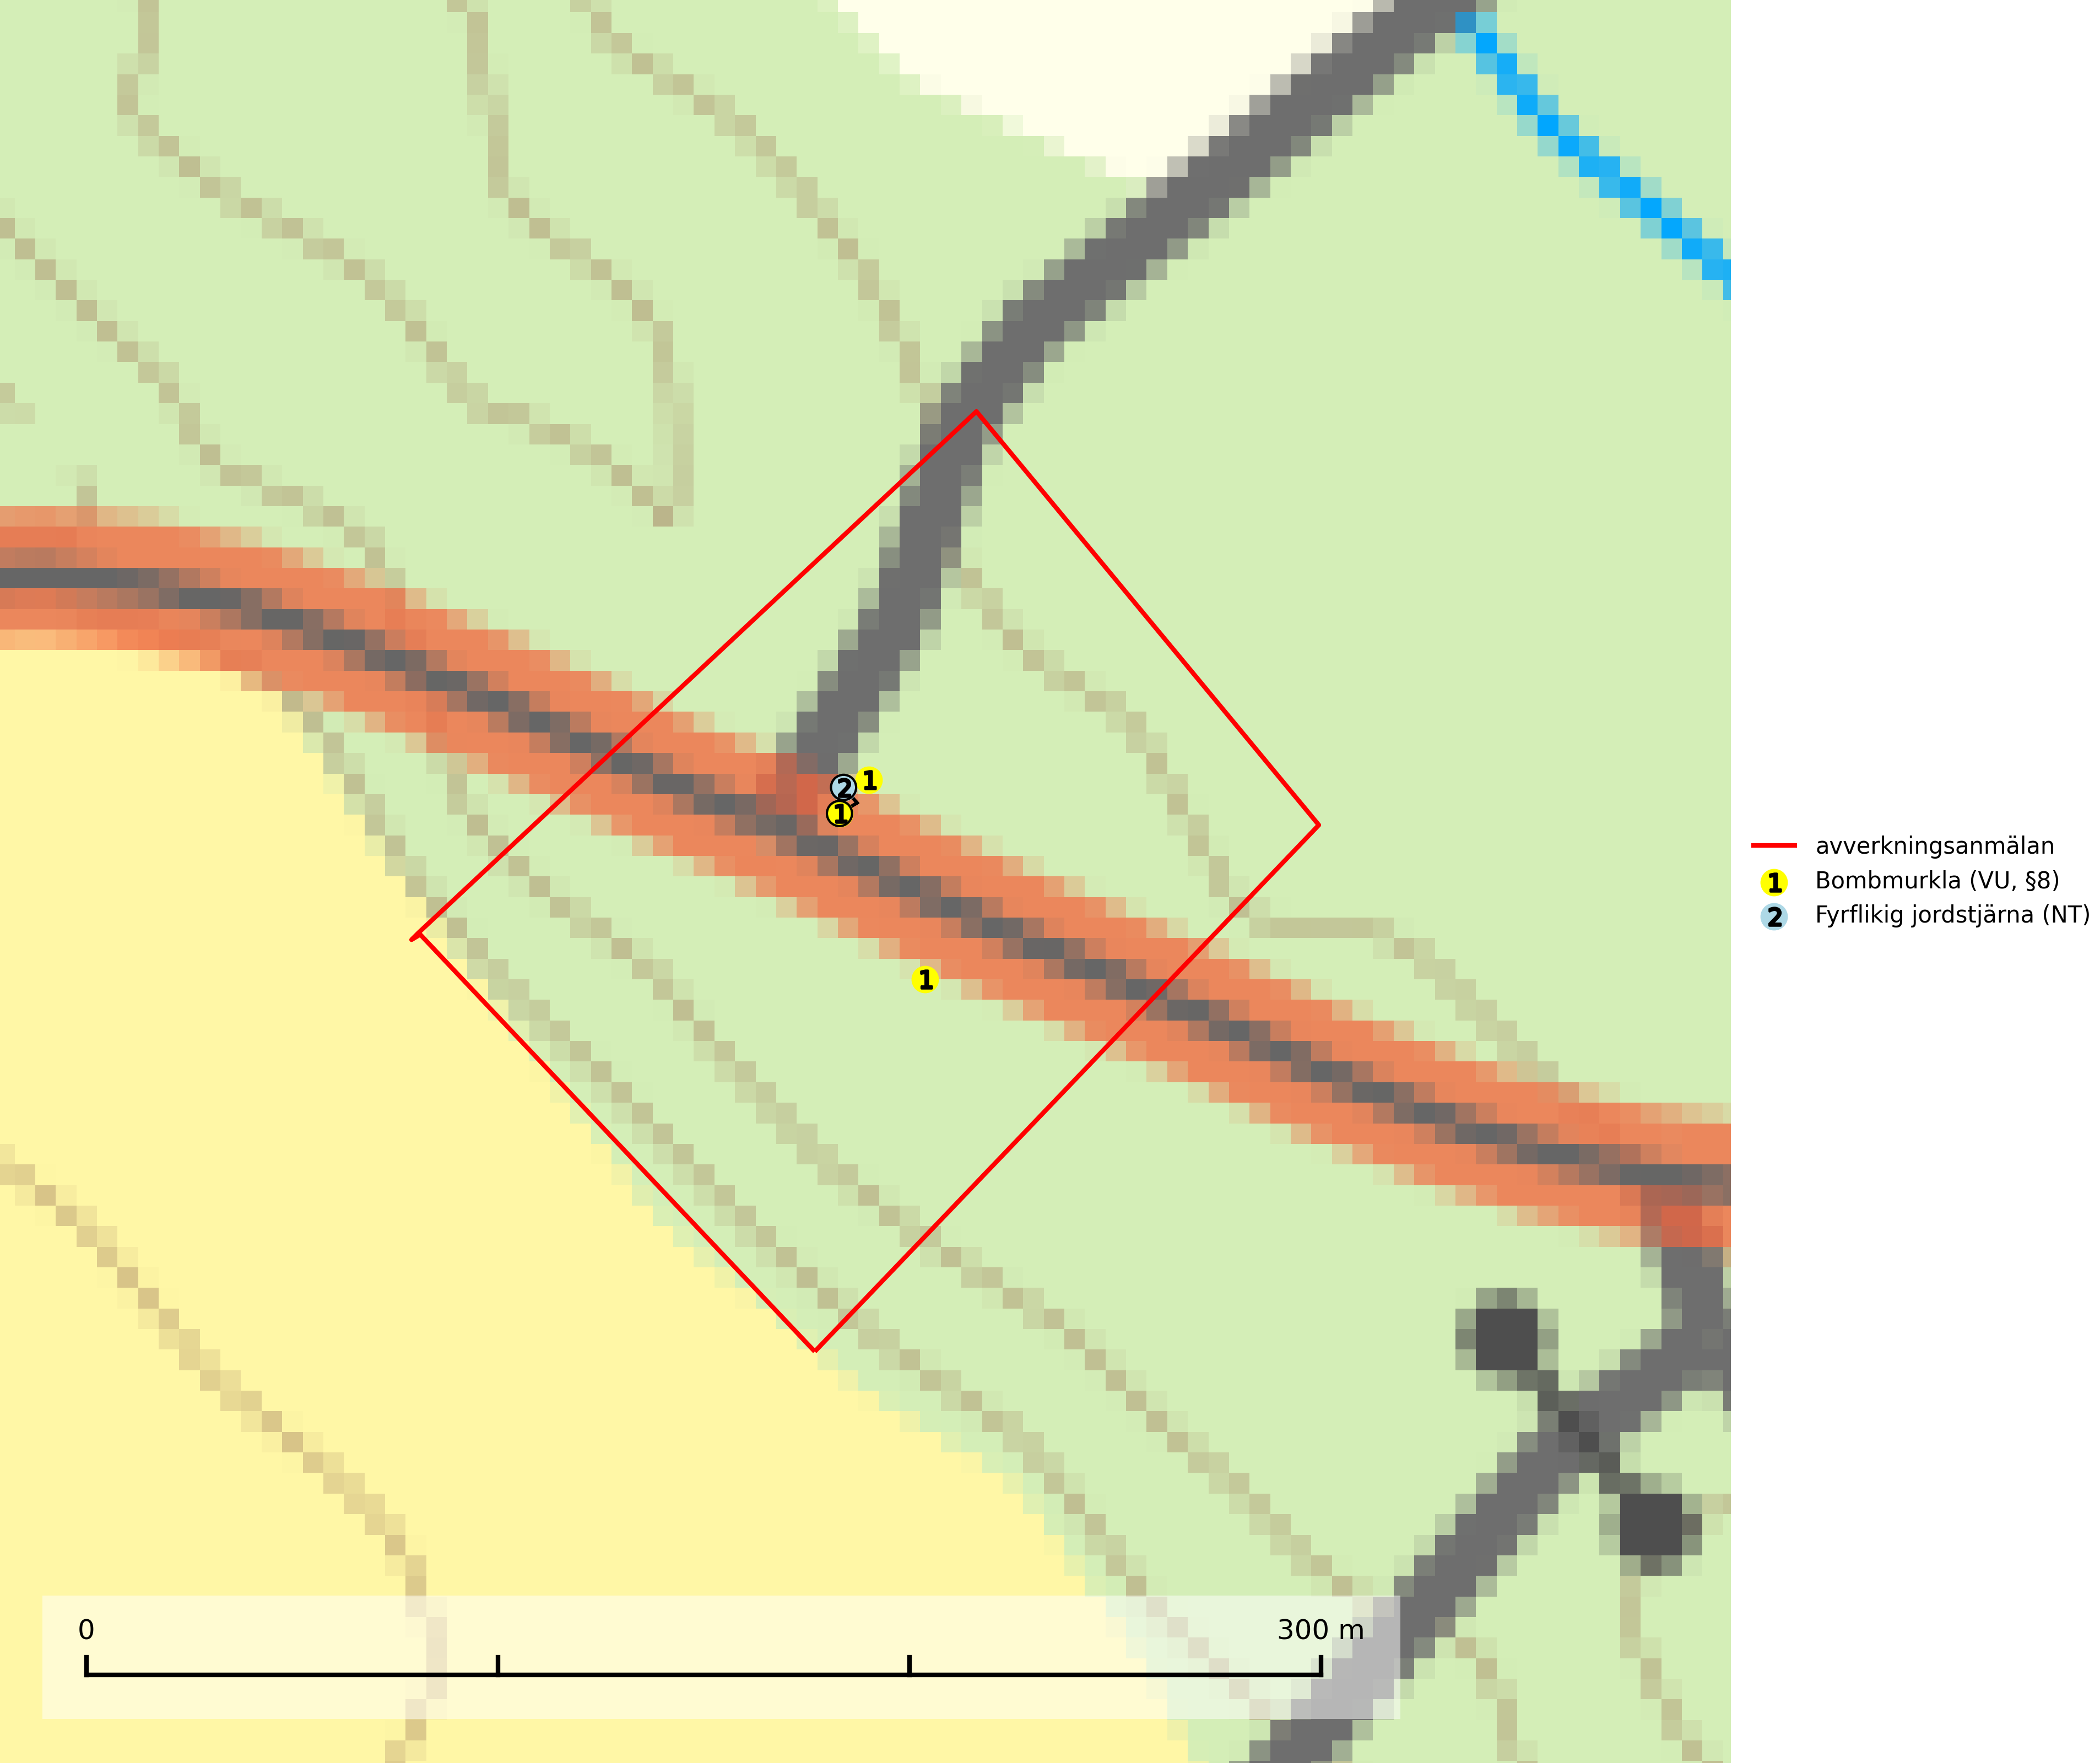 2 1
1
1
avverkningsanmälan
1 Bombmurkla (VU, §8)
2 Fyrflikig jordstjärna (NT)
0 300 m